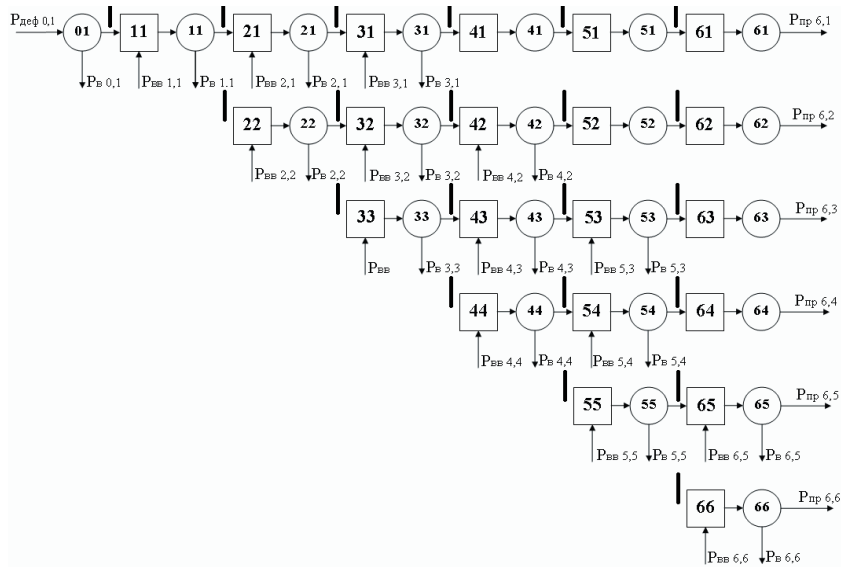 Рдеф 0,1 01 11 11 21 21 31 31 41 41 51 51 61 61 Рпр 6,1
Рв 0,1 Рвв 1,1 Рв 1.1 Рвв 2,1 Рв 2,1 Рвв 3,1 Рв 3,1
22 22 32 32 42 42 52 52 62 62 Рпр 6,2
Рвв 2,2 Рв 2,2 Рвв 3,2 Рв 3,2 Рвв 4,2 Рв 4,2
33 33 43 43 53 53 63 63 Рпр 6,3
Рвв Рв 3,3 Рвв 4,3 Рв 4,3 Рвв 5,3 Рв 5,3
44 44 54 54 64 64 Рпр 6,4
Рвв 4,4 Рв 4,4 Рвв 5,4 Рв 5,4
55 55 65 65 Рпр 6,5
Рвв 5,5 Рв 5,5 Рвв 6,5 Рв 6,5
66 66 Рпр 6,6
Рвв 6,6 Рв 6,6